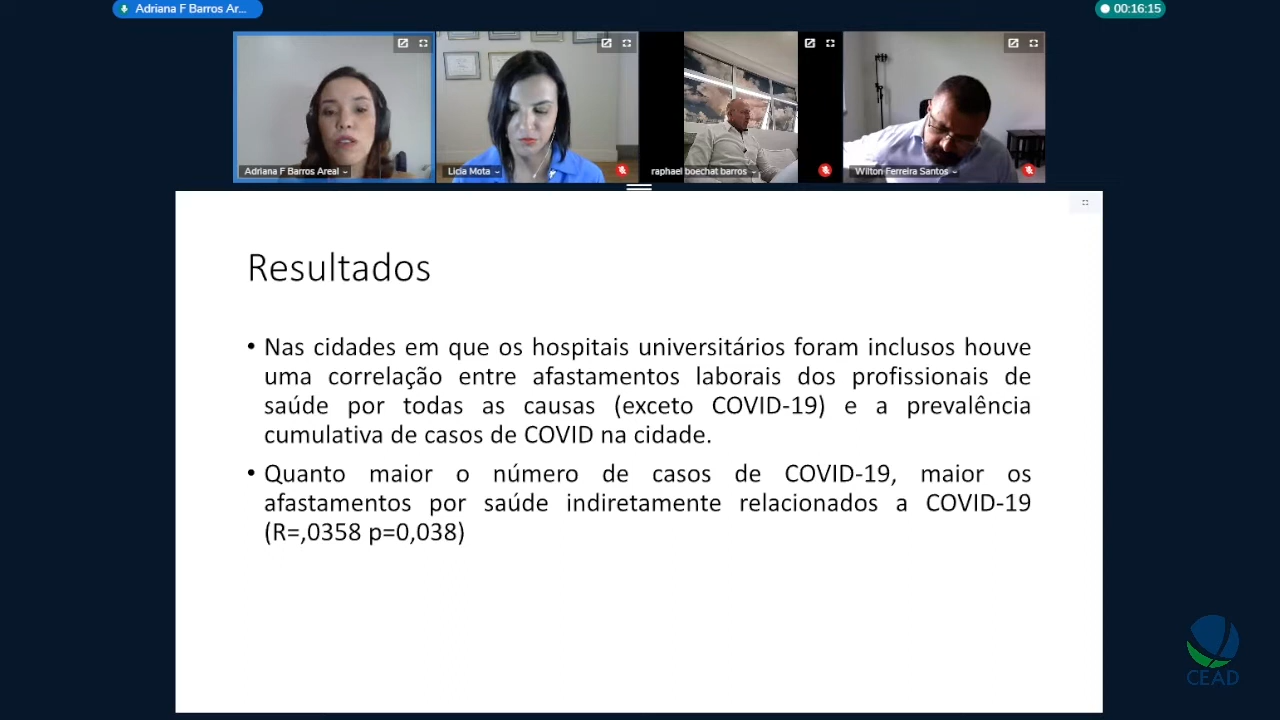 Adriana F Barros Ar...
00:16:15
Adriana F Barros Areal
Licia Mota
raphael boechat barros
Wilton Ferreira Santos
Resultados
• Nas cidades em que os hospitais universitários foram inclusos houve
uma correlação entre afastamentos laborais dos profissionais de
saúde por todas as causas (exceto COVID-19) e a prevalência
cumulativa de casos de COVID na cidade.
• Quanto maior o número de casos de COVID-19, maior os
afastamentos por saúde indiretamente relacionados a COVID-19
(R=,0358 p=0,038)
CEAD